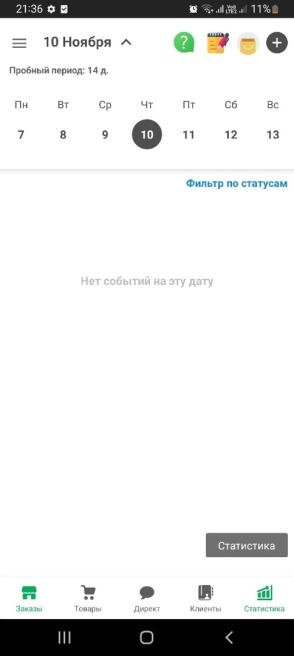 21:36 11%
10 Ноября
Пробный период: 14 д.
Пн Вт Ср Чт Пт Сб Вс
7 8 9 10 11 12 13
Фильтр по статусам
Нет событий на эту дату
Статистика
Заказы Товары Директ Клиенты Статистика